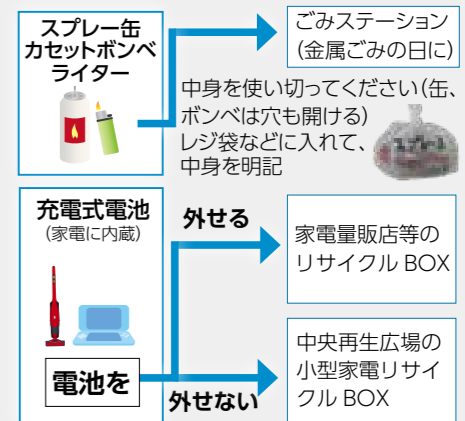 スプレー缶
カセットボンベ
ライター
ごみステーション
（金属ごみの日に）
中身を使い切ってください（缶、
ボンベは穴も開ける）
レジ袋などに入れて、
中身を明記
充電式電池
（家電に内蔵）
電池を
外せる
家電量販店等の
リサイクル BOX
外せない
中央再生広場の
小型家電リサイ
クル BOX